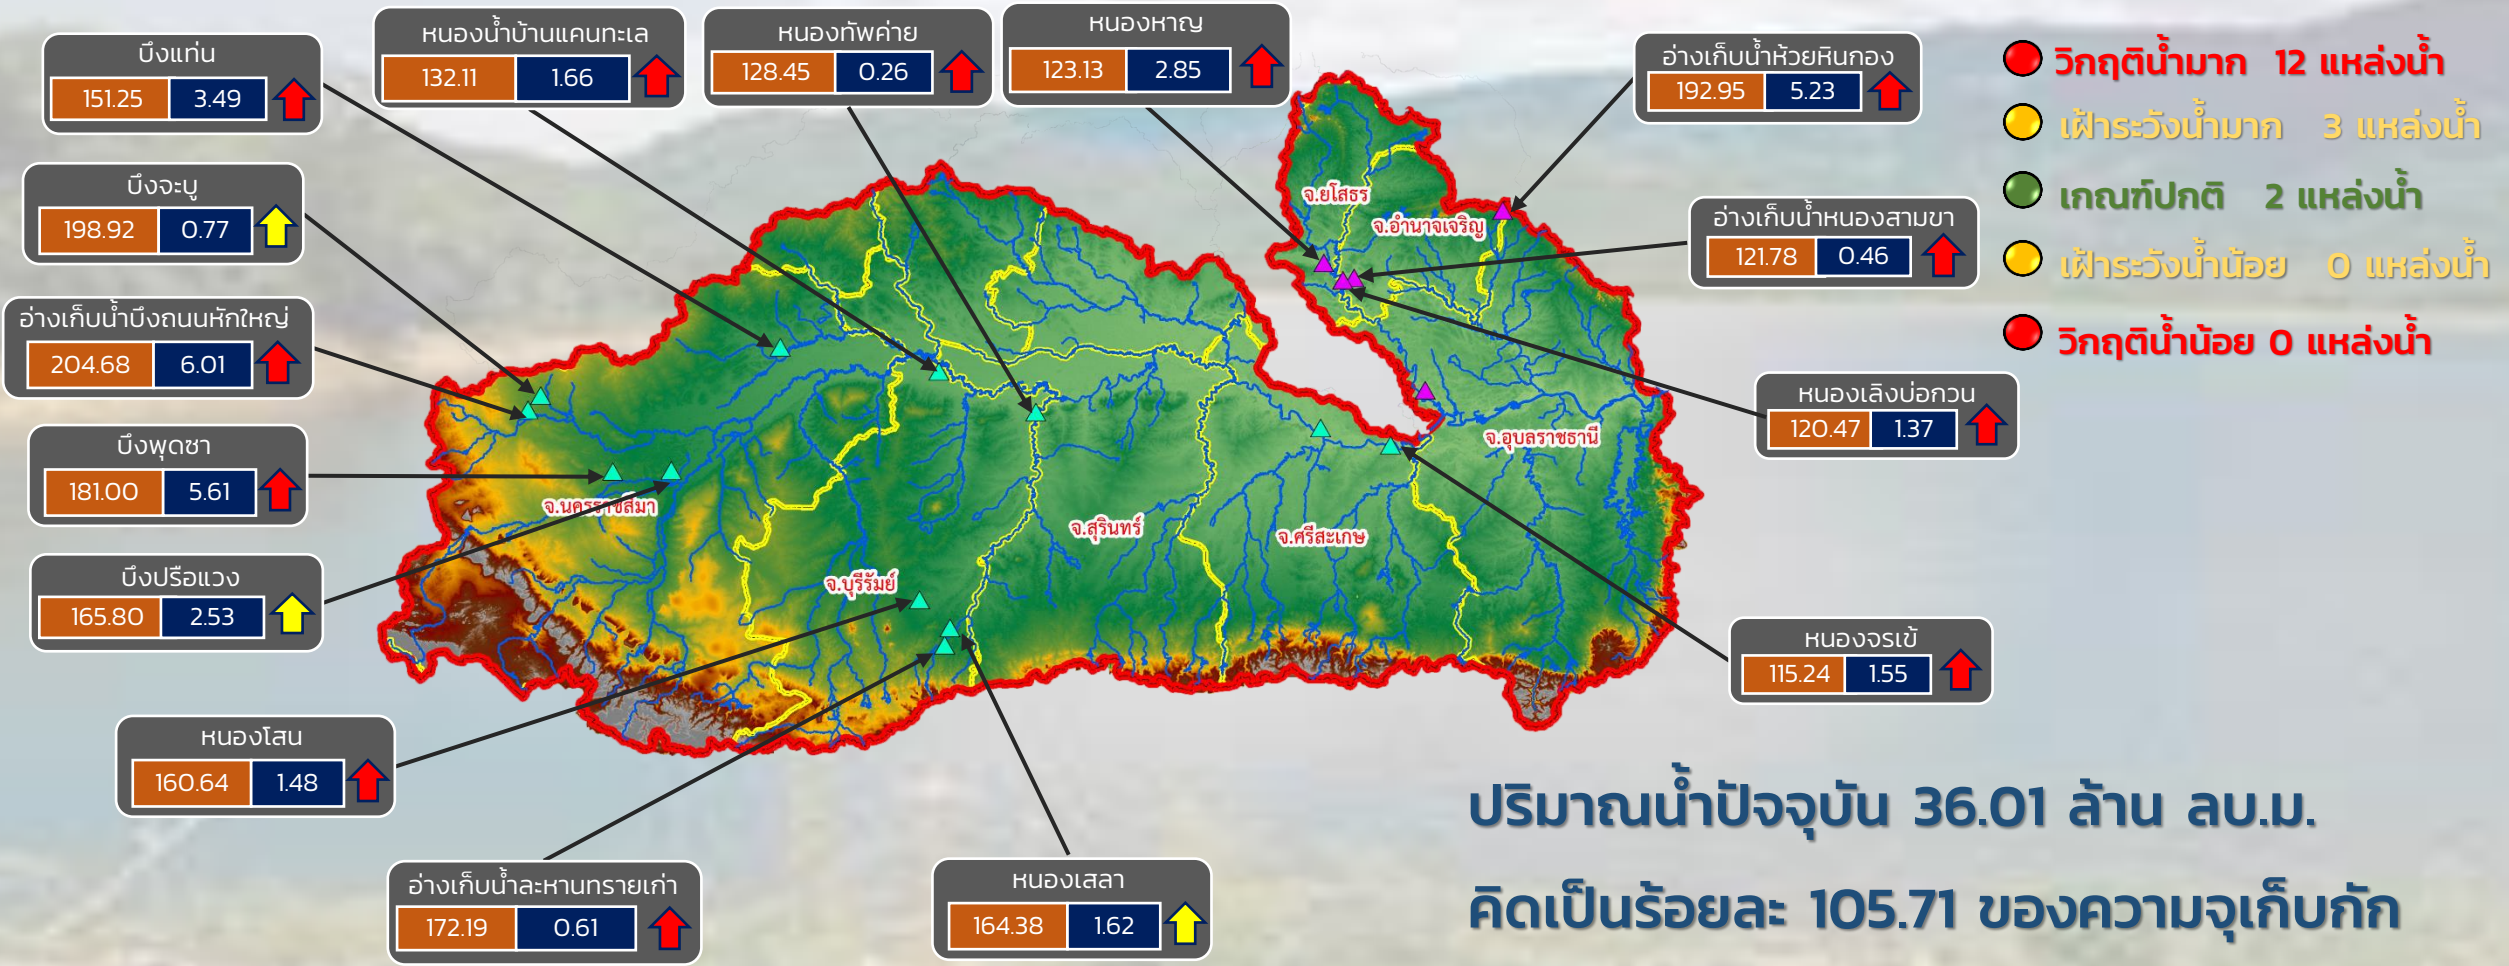 บึงแท่น
151.25 3.49
หนองน้ำบ้านแคนทะเล
132.11 1.66
หนองทัพค่าย
128.45 0.26
หนองหาญ
123.13 2.85
อ่างเก็บน้ำห้วยหินกอง
192.95 5.23
วิกฤติน้ำมาก 12 แหล่งน้ำ
เฝ้าระวังน้ำมาก 3 แหล่งน้ำ
เกณฑ์ปกติ 2 แหล่งน้ำ
เฝ้าระวังน้ำน้อย 0 แหล่งน้ำ
วิกฤติน้ำน้อย 0 แหล่งน้ำ
บึงจะบู
198.92 0.77
อ่างเก็บน้ำหนองสามขา
121.78 0.46
อ่างเก็บน้ำบึงถนนหักใหญ่
204.68 6.01
หนองเลิงบ่อกวน
120.47 1.37
บึงพุดซา
181.00 5.61
บึงปรือแวง
165.80 2.53
หนองจรเข้
115.24 1.55
หนองโสน
160.64 1.48
อ่างเก็บน้ำละหานทรายเก่า
172.19 0.61
หนองเสลา
164.38 1.62
จ.ยโสธร
จ.อำนาจเจริญ
จ.อุบลราชธานี
จ.นครราชสีมา
จ.สุรินทร์
จ.ศรีสะเกษ
จ.บุรีรัมย์
ปริมาณน้ำปัจจุบัน 36.01 ล้าน ลบ.ม.
คิดเป็นร้อยละ 105.71 ของความจุเก็บกัก